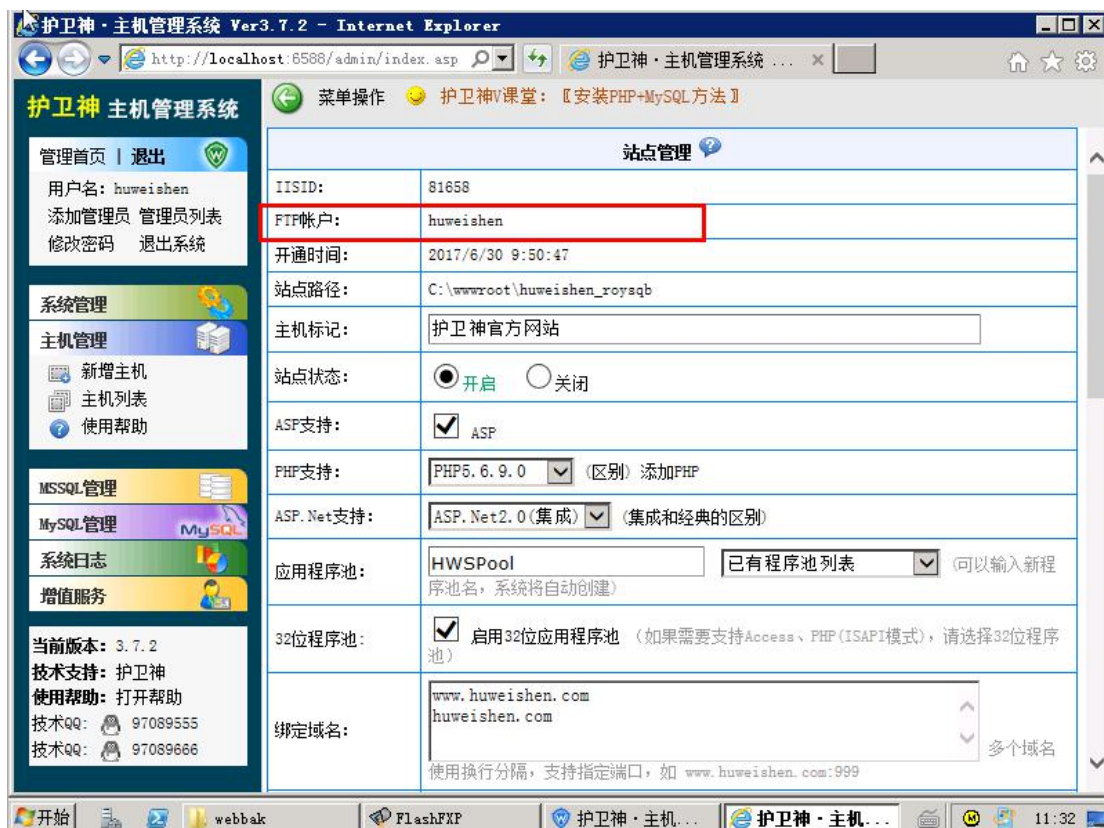 护卫神·主机管理系统 Ver3.7.2 - Internet Explorer
http://localhost:6588/admin/index.asp
护卫神·主机管理系统 ...
护卫神 主机管理系统
菜单操作 护卫神V课堂:〖安装PHP+MySQL方法〗
管理首页 | 退出
用户名: huweishen
添加管理员 管理员列表
修改密码 退出系统
系统管理
主机管理
新增主机
主机列表
使用帮助
MSSQL管理
MySQL管理 MySQL
系统日志
增值服务
当前版本: 3.7.2
技术支持: 护卫神
使用帮助: 打开帮助
技术QQ: 97089555
技术QQ: 97089666
站点管理
IISID: 81658
FTP帐户: huweishen
开通时间: 2017/6/30 9:50:47
站点路径: C:\wwwroot\huweishen_roysqb
主机标记: 护卫神官方网站
站点状态: 开启 关闭
ASP支持: ASP
PHP支持: PHP5.6.9.0 (区别) 添加PHP
ASP.Net支持: ASP.Net2.0(集成) (集成和经典的区别)
应用程序池: HWSPool 已有程序池列表 (可以输入新程
序池名，系统将自动创建)
32位程序池: 启用32位应用程序池 (如果需要支持Access、PHP(ISAPI模式)，请选择32位程序
池)
绑定域名: www.huweishen.com
huweishen.com
多个域名
使用换行分隔，支持指定端口，如 www.huweishen.com:999
开始 webbak FlashFXP 护卫神·主机... 护卫神·主机... 11:32